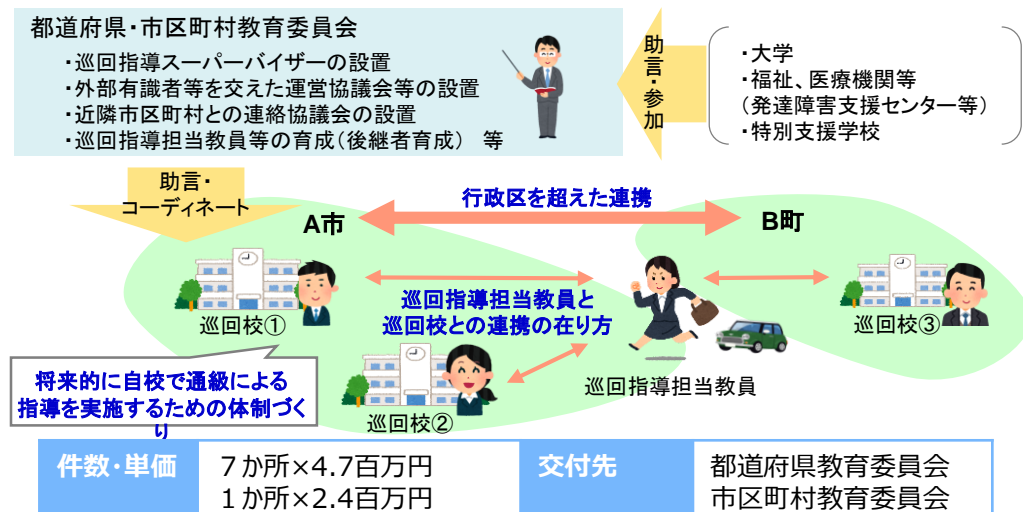 都道府県・市区町村教育委員会
・巡回指導スーパーバイザーの設置
・外部有識者等を交えた運営協議会等の設置
・近隣市区町村との連絡協議会の設置
・巡回指導担当教員等の育成（後継者育成） 等
助言・参加
・大学
・福祉、医療機関等
（発達障害支援センター等）
・特別支援学校
助言・
コーディネート
行政区を超えた連携
A市
B町
巡回校①
巡回指導担当教員と
巡回校との連携の在り方
巡回校③
巡回指導担当教員
将来的に自校で通級による
指導を実施するための体制づく
り
巡回校②
件数・単価
７か所×4.7百万円
１か所×2.4百万円
交付先
都道府県教育委員会
市区町村教育委員会